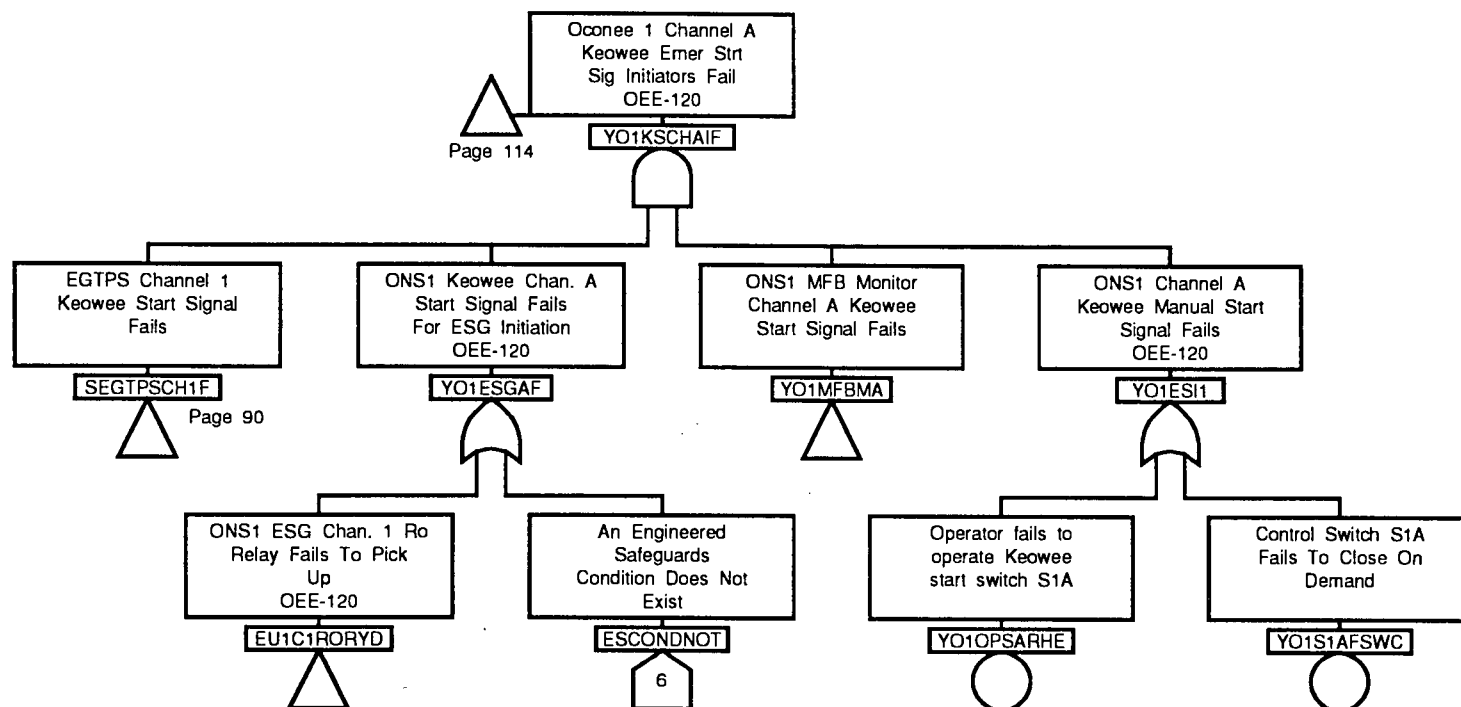 Oconee 1 Channel A
Keowee Emer Strt
Sig Initiators Fail
OEE-120
YO1KSCHAIF
Page 114
EGTPS Channel 1
Keowee Start Signal
Fails
SEGTPSCH1F
Page 90
ONS1 Keowee Chan. A
Start Signal Fails
For ESG Initiation
OEE-120
YO1ESGAF
ONS1 MFB Monitor
Channel A Keowee
Start Signal Fails
YO1MFBMA
ONS1 Channel A
Keowee Manual Start
Signal Fails
OEE-120
YO1ESI1
ONS1 ESG Chan. 1 Ro
Relay Fails To Pick
Up
OEE-120
EU1C1RORYD
An Engineered
Safeguards
Condition Does Not
Exist
ESCONDNOT
6
Operator fails to
operate Keowee
start switch S1A
YO1OPSARHE
Control Switch S1A
Fails To Close On
Demand
YO1S1AFSWC